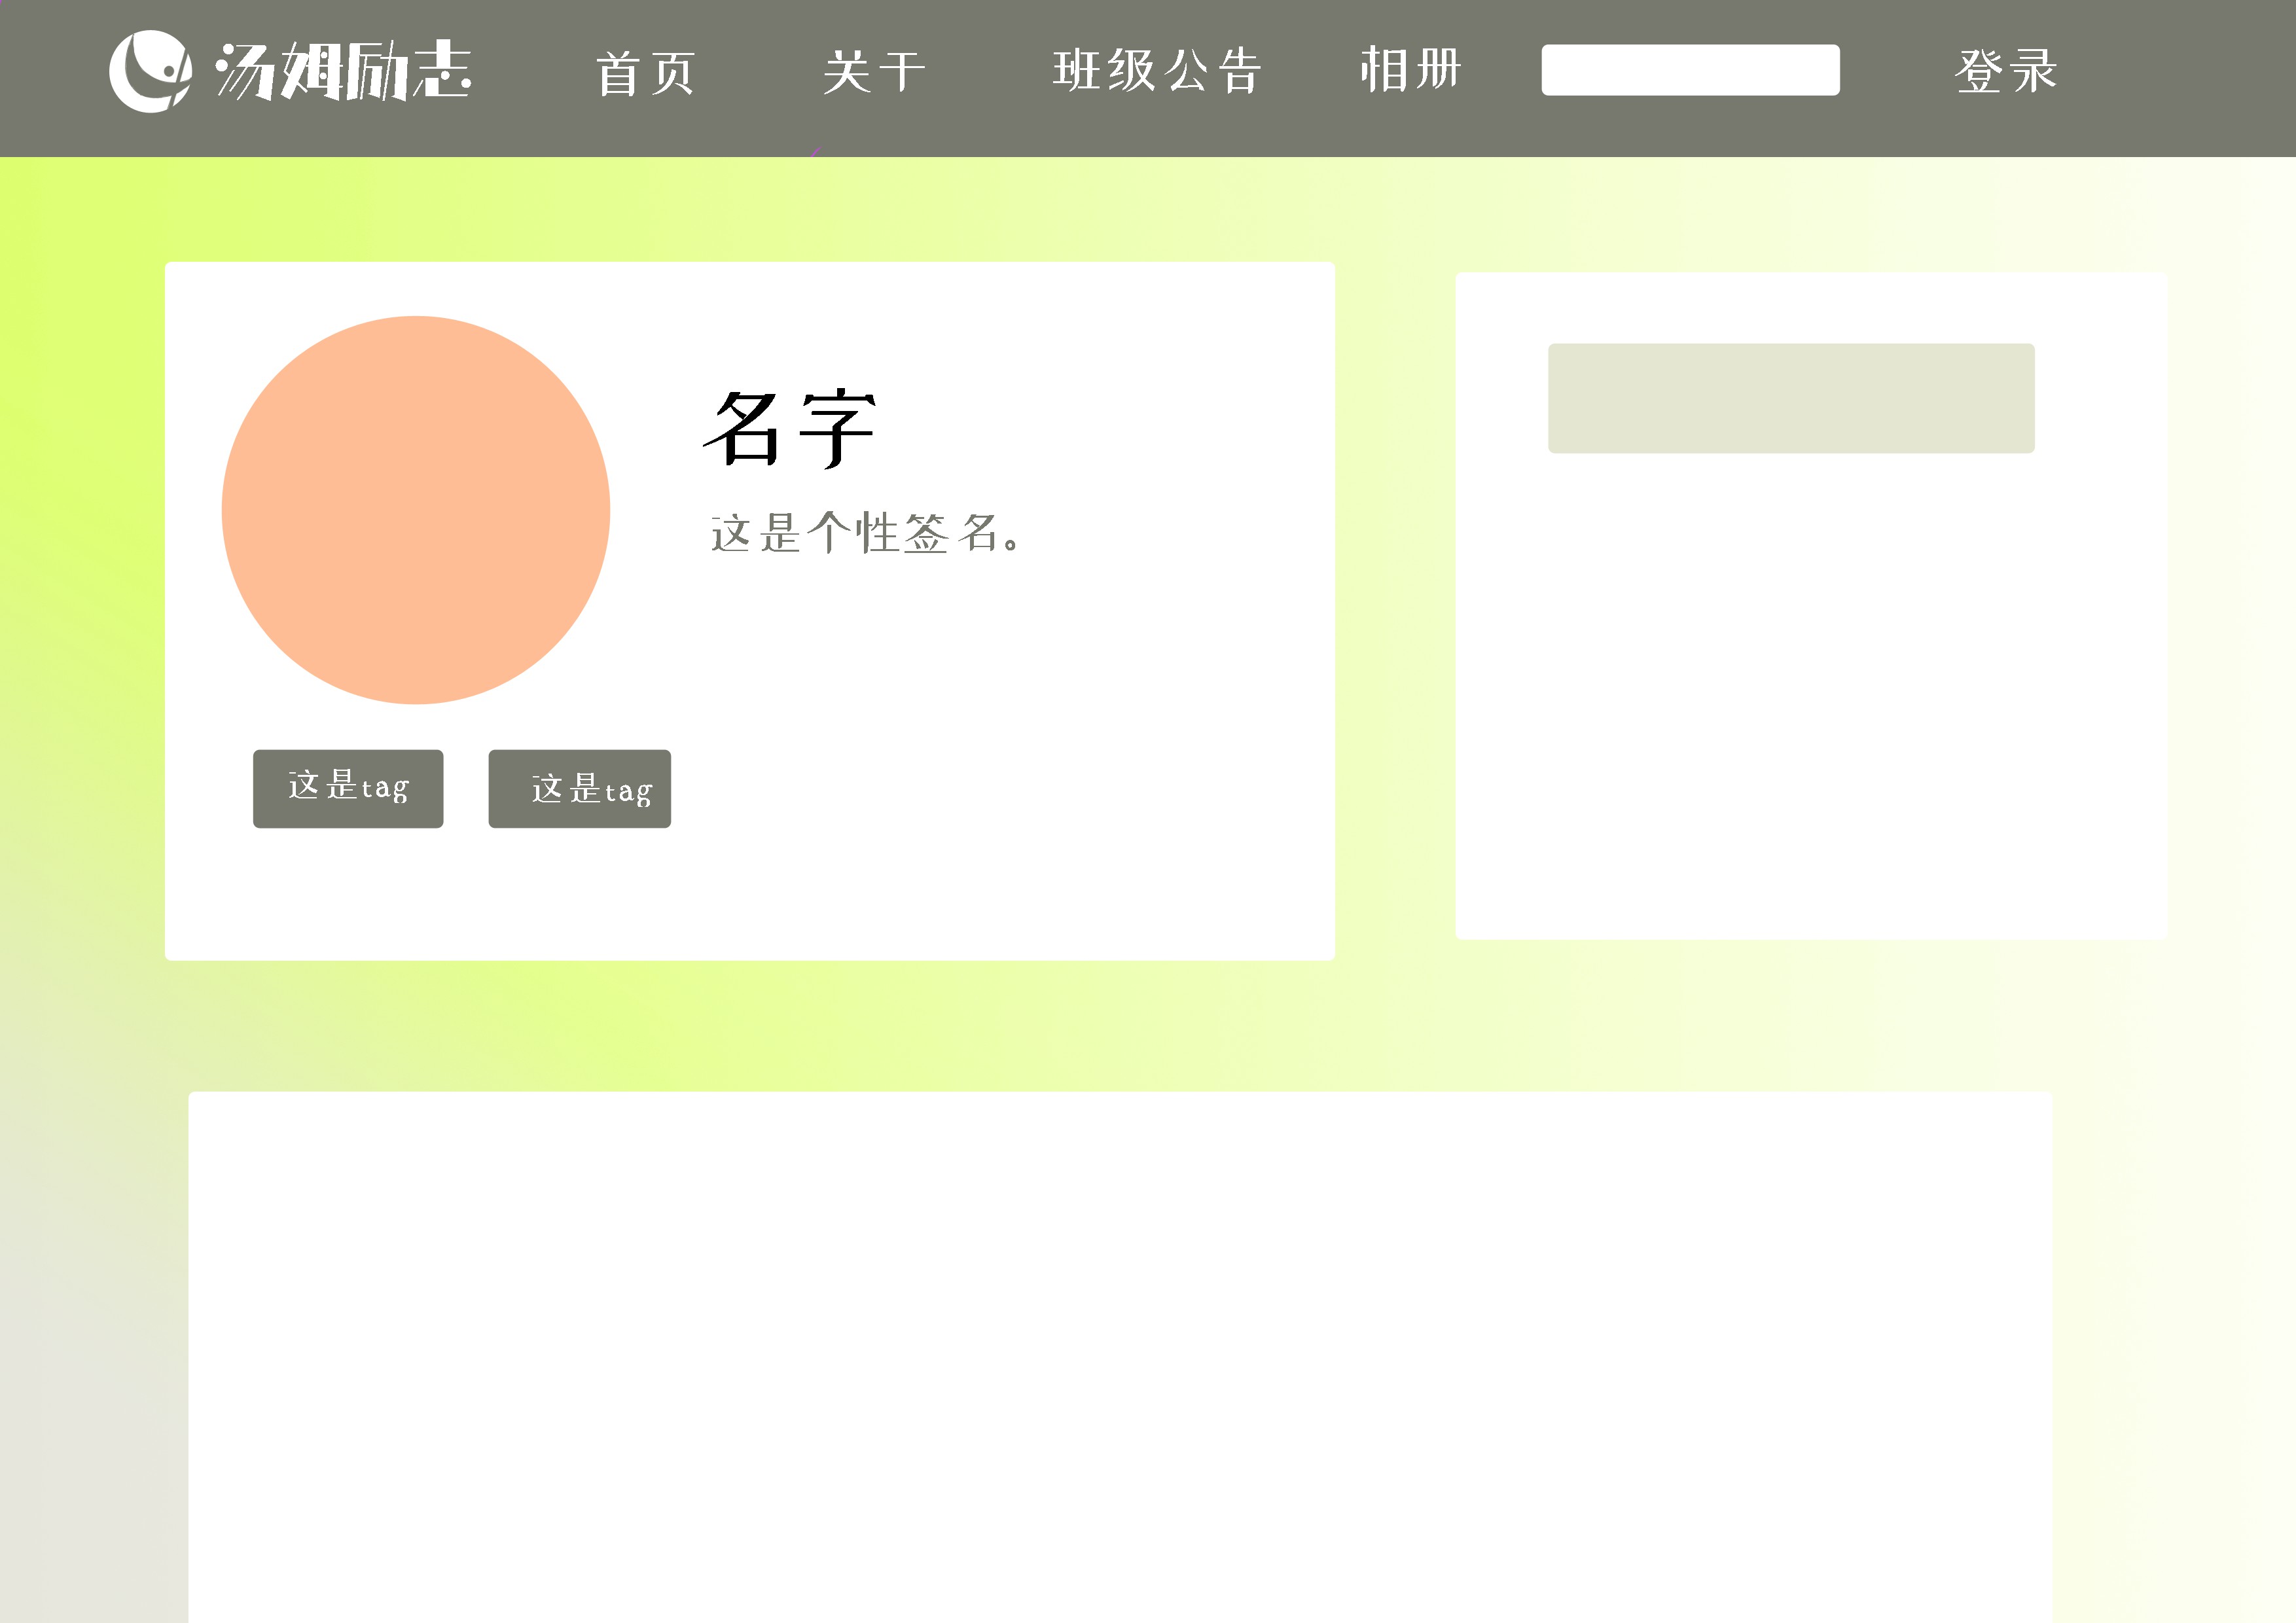 汤姆励志
首页
关于
班级公告
相册
登录
名字
这是个性签名。
这是tag
这是tag